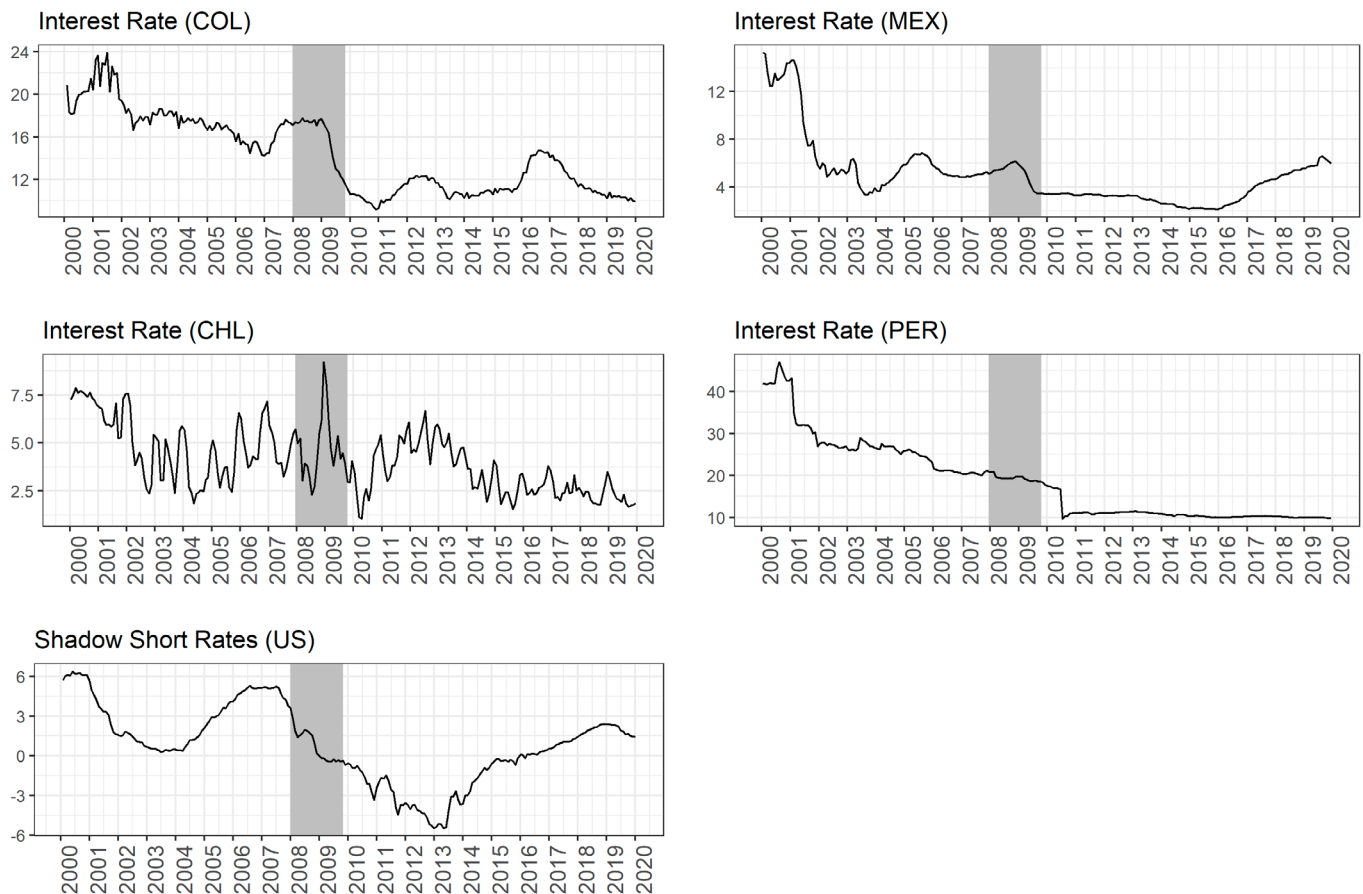 Interest Rate (COL)
24
20
16
12
2000 2001 2002 2003 2004 2005 2006 2007 2008 2009 2010 2011 2012 2013 2014 2015 2016 2017 2018 2019 2020
Interest Rate (MEX)
12
8
4
2000 2001 2002 2003 2004 2005 2006 2007 2008 2009 2010 2011 2012 2013 2014 2015 2016 2017 2018 2019 2020
Interest Rate (CHL)
7.5
5.0
2.5
2000 2001 2002 2003 2004 2005 2006 2007 2008 2009 2010 2011 2012 2013 2014 2015 2016 2017 2018 2019 2020
Interest Rate (PER)
40
30
20
10
2000 2001 2002 2003 2004 2005 2006 2007 2008 2009 2010 2011 2012 2013 2014 2015 2016 2017 2018 2019 2020
Shadow Short Rates (US)
6
3
0
-3
-6
2000 2001 2002 2003 2004 2005 2006 2007 2008 2009 2010 2011 2012 2013 2014 2015 2016 2017 2018 2019 2020